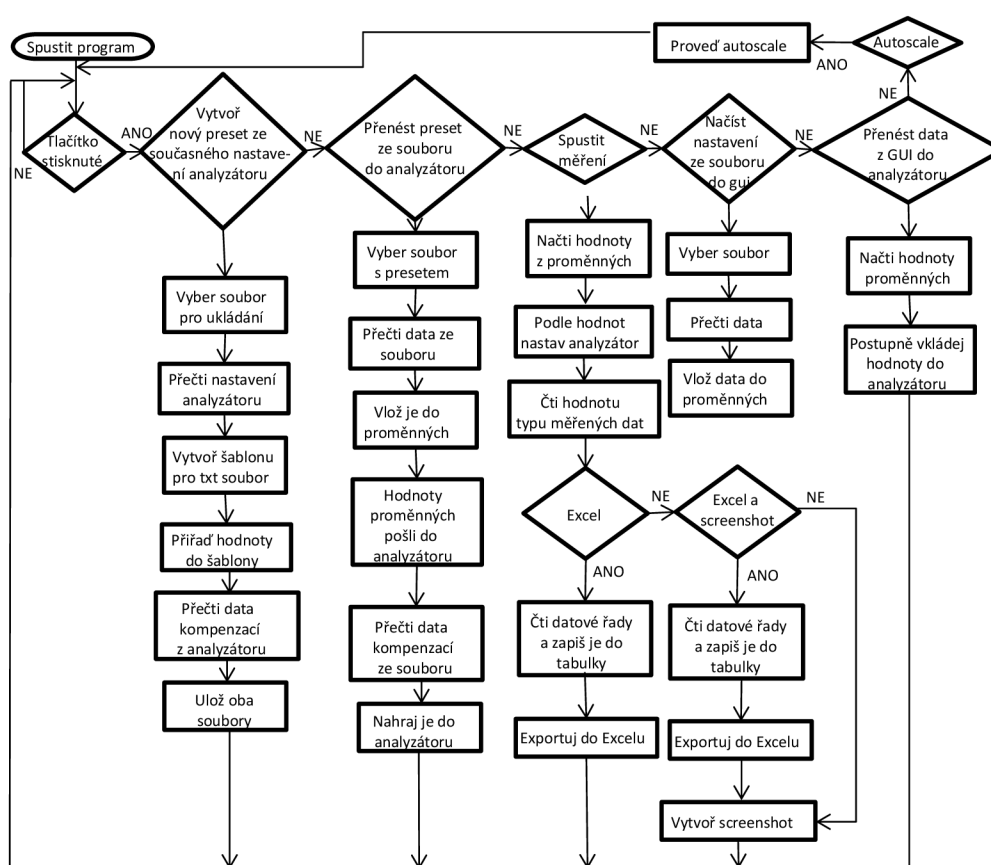 Spustit program
Proveď autoscale
Autoscale
ANO
NE
Tlačítko
stisknuté
NE
ANO
Vytvoř
nový preset ze
současného nastave-
ní analyzátoru
NE
Přenést preset
ze souboru
do analyzátoru
NE
Spustit
měření
NE
Načíst
nastavení
ze souboru
do gui
NE
Přenést data
z GUI do
analyzátoru
Vyber soubor
pro ukládání
Přečti nastavení
analyzátoru
Vytvoř šablonu
pro txt soubor
Přiřaď hodnoty
do šablony
Přečti data
kompenzací
z analyzátoru
Ulož oba
soubory
Vyber soubor
s presetem
Přečti data ze
souboru
Vlož je do
proměnných
Hodnoty
proměnných
pošli do
analyzátoru
Přečti data
kompenzací
ze souboru
Nahraj je do
analyzátoru
Načti hodnoty
z proměnných
Podle hodnot
nastav analyzátor
Čti hodnotu
typu měřených dat
Excel
NE
ANO
Čti datové řady
a zapiš je do
tabulky
Exportuj do Excelu
Excel a
screenshot
NE
ANO
Čti datové řady
a zapiš je do
tabulky
Exportuj do Excelu
Vytvoř screenshot
Vyber soubor
Přečti data
Vlož data do
proměnných
Načti hodnoty
proměnných
Postupně vkládej
hodnoty do
analyzátoru